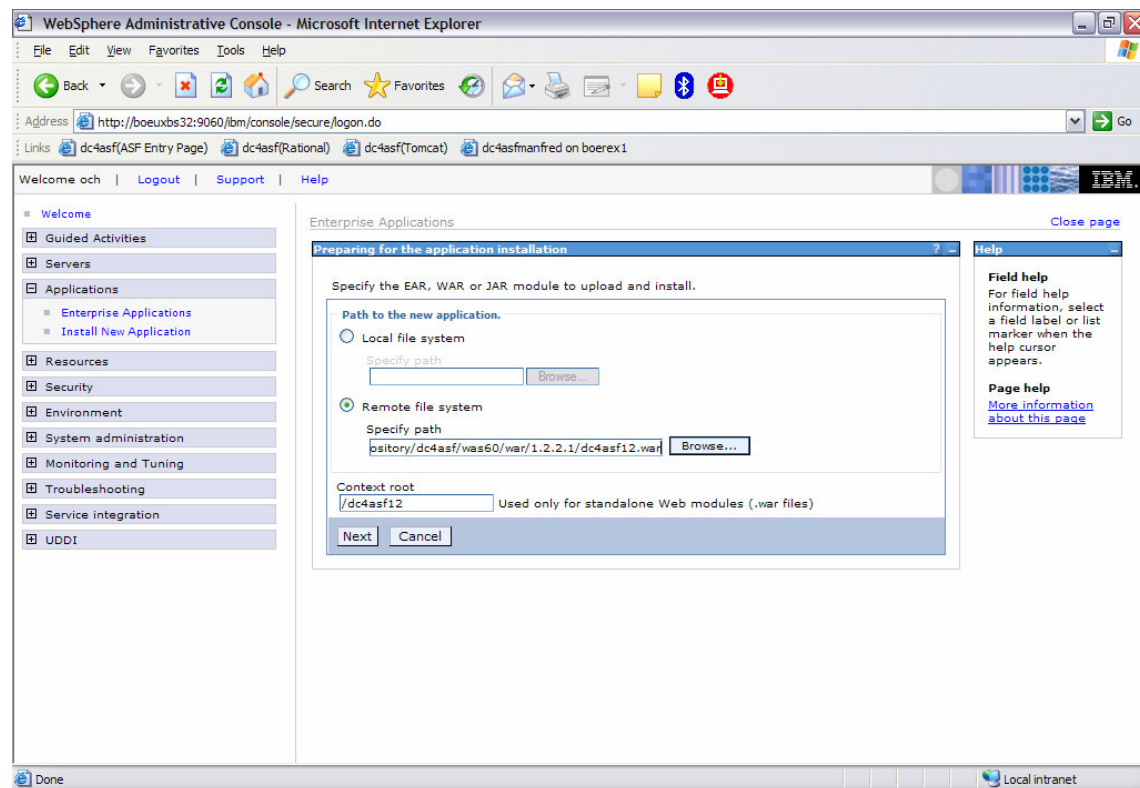 WebSphere Administrative Console - Microsoft Internet Explorer
File Edit View Favorites Tools Help
Back Search Favorites
Address http://boeuxbs32:9060/ibm/console/secure/logon.do Go
Links dc4asf(ASF Entry Page) dc4asf(Rational) dc4asf(Tomcat) dc4asfmanfred on boerex1
Welcome och | Logout | Support | Help IBM.
Welcome
Guided Activities
Servers
Applications
Enterprise Applications
Install New Application
Resources
Security
Environment
System administration
Monitoring and Tuning
Troubleshooting
Service integration
UDDI
Enterprise Applications Close page
Preparing for the application installation ? -
Specify the EAR, WAR or JAR module to upload and install.
Path to the new application.
Local file system
Specify path
Browse...
Remote file system
Specify path
ository/dc4asf/was60/war/1.2.2.1/dc4asf12.war Browse...
Context root
/dc4asf12 Used only for standalone Web modules (.war files)
Next Cancel
Help -
Field help
For field help
information, select
a field label or list
marker when the
help cursor
appears.
Page help
More information
about this page
Done Local intranet